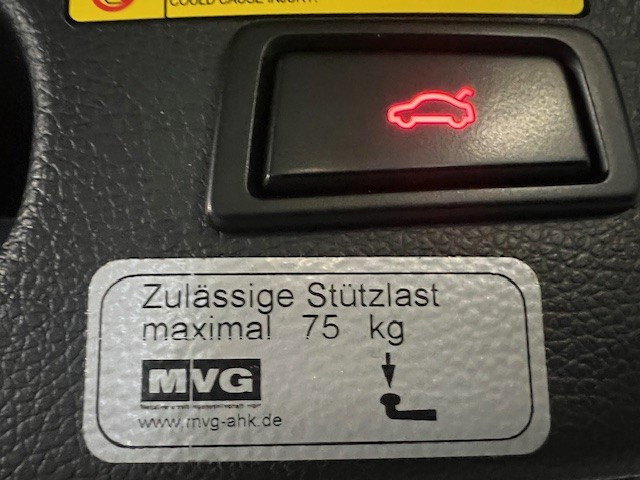 COULD CAUSE INJURY!
Zulässige Stützlast
maximal 75 kg
MVG
www.mvg-ahk.de